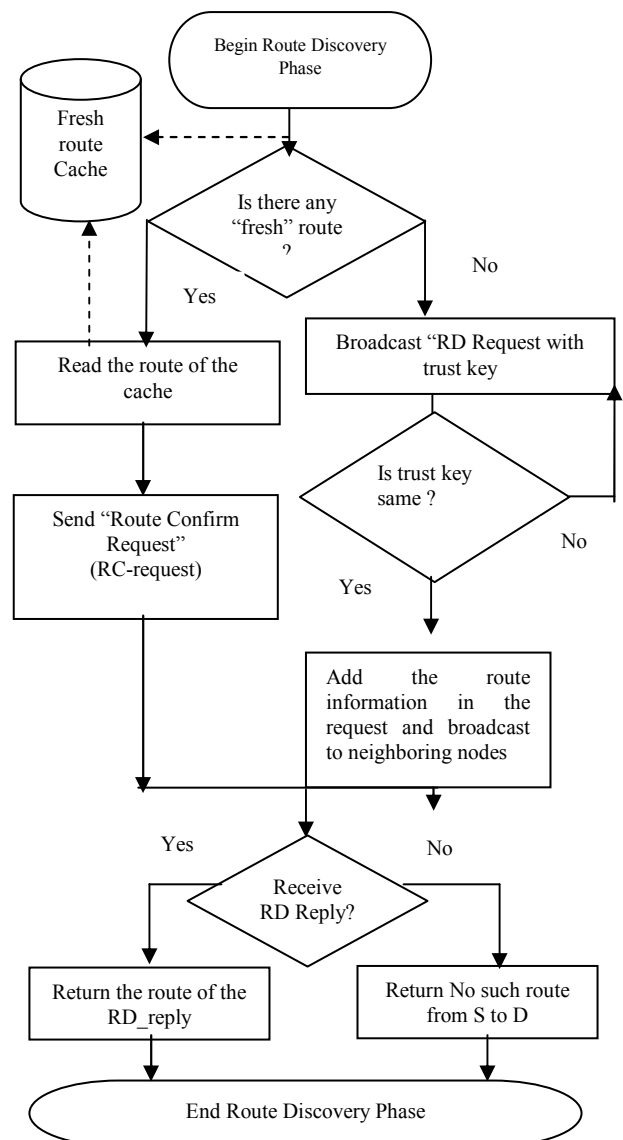 Begin Route Discovery
Phase
Fresh
route
Cache
Is there any
“fresh” route
?
Yes
No
Read the route of the
cache
Broadcast “RD Request with
trust key
Is trust key
same ?
No
Send “Route Confirm
Request”
(RC-request)
Yes
Add the route
information in the
request and broadcast
to neighboring nodes
Yes
No
Receive
RD Reply?
Return the route of the
RD_reply
Return No such route
from S to D
End Route Discovery Phase